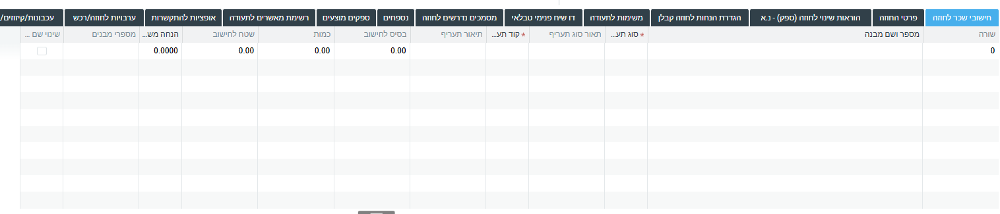 חישובי שכר לחוזה פרטי החוזה הוראות שינוי לחוזה (ספק) - נ.א הגדרת הנחות לחוזה קבלן משימות לתעודה דו שיח פנימי טבלאי מסמכים נדרשים לחוזה נספחים ספקים מוצעים רשימת מאשרים לתעודה אופציות להתקשרות ערבויות לחוזה/רכש עכבונות/קיזוזים/
שורה מספר ושם מבנה * סוג תע... תאור סוג תעריף * קוד תע... תיאור תעריף בסיס לחישוב כמות שטח לחישוב הנחה מש... מספרי מבנים שינוי שם ...
0 0.00 0.00 0.00 0.0000